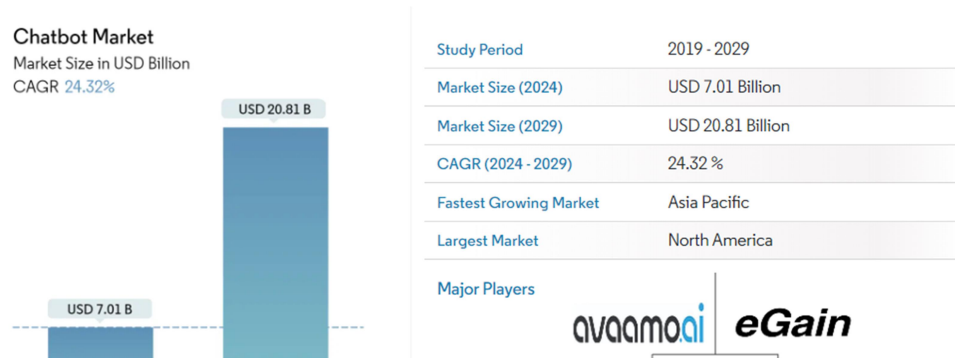 Chatbot Market
Market Size in USD Billion
CAGR 24.32%
USD 20.81 B
USD 7.01 B
Study Period 2019 - 2029
Market Size (2024) USD 7.01 Billion
Market Size (2029) USD 20.81 Billion
CAGR (2024 - 2029) 24.32 %
Fastest Growing Market Asia Pacific
Largest Market North America
Major Players
avaamo.ai eGain